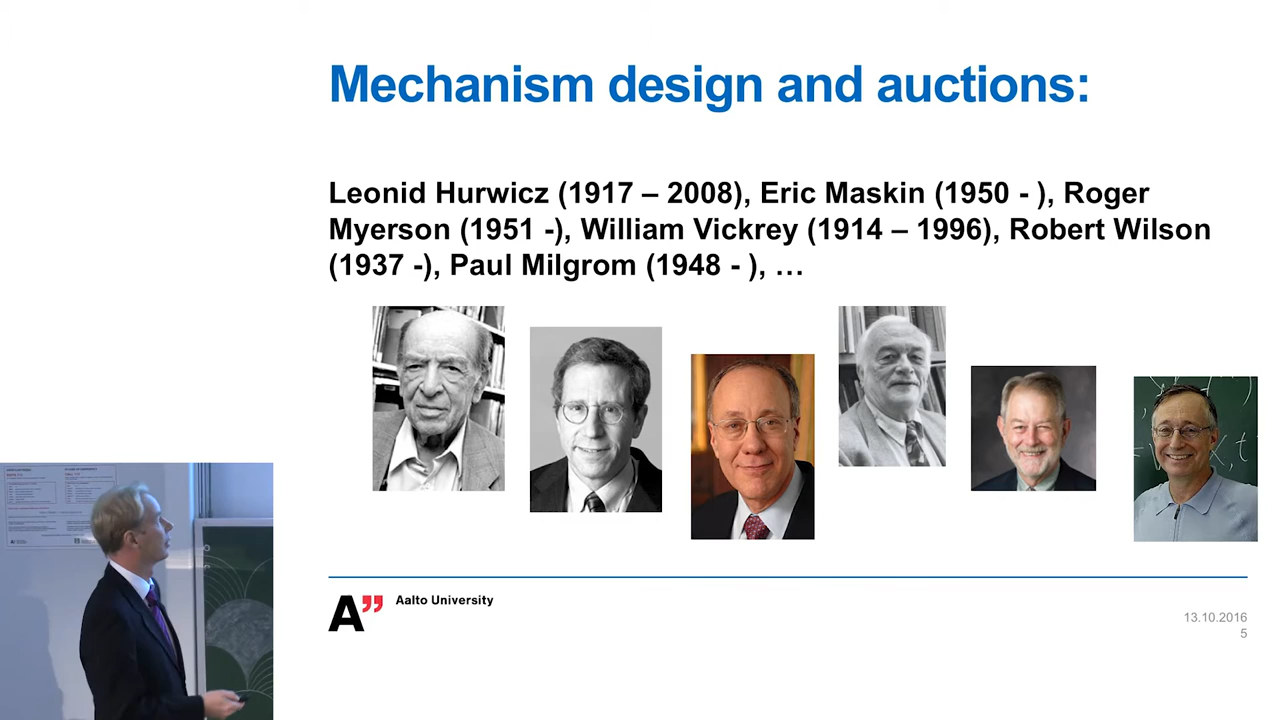 Mechanism design and auctions:
Leonid Hurwicz (1917 – 2008), Eric Maskin (1950 - ), Roger
Myerson (1951 -), William Vickrey (1914 – 1996), Robert Wilson
(1937 -), Paul Milgrom (1948 - ), …
A”
Aalto University
13.10.2016
5